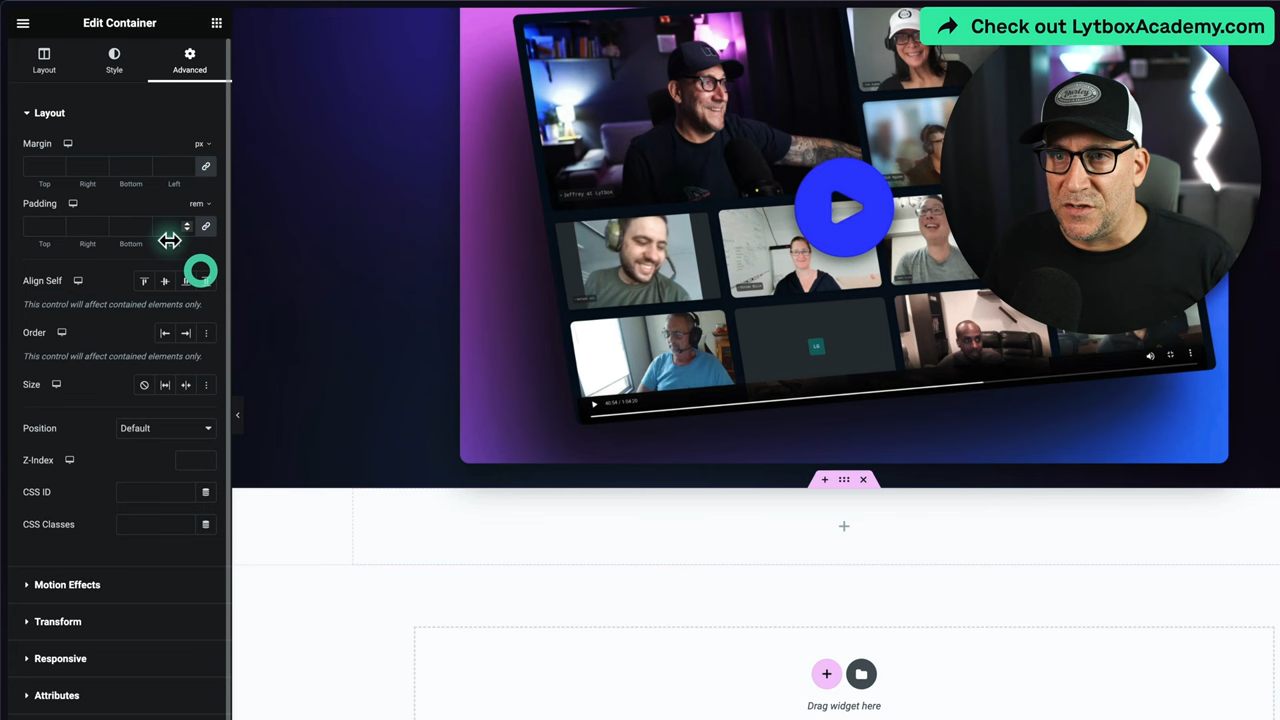 Edit Container
Check out LytboxAcademy.com
Layout
Style
Advanced
Layout
Margin
px
Top
Right
Bottom
Left
Padding
rem
Top
Right
Bottom
Align Self
This control will affect contained elements only.
Order
This control will affect contained elements only.
Size
Position
Default
Z-Index
CSS ID
CSS Classes
Motion Effects
Transform
Responsive
Attributes
LG
Drag widget here